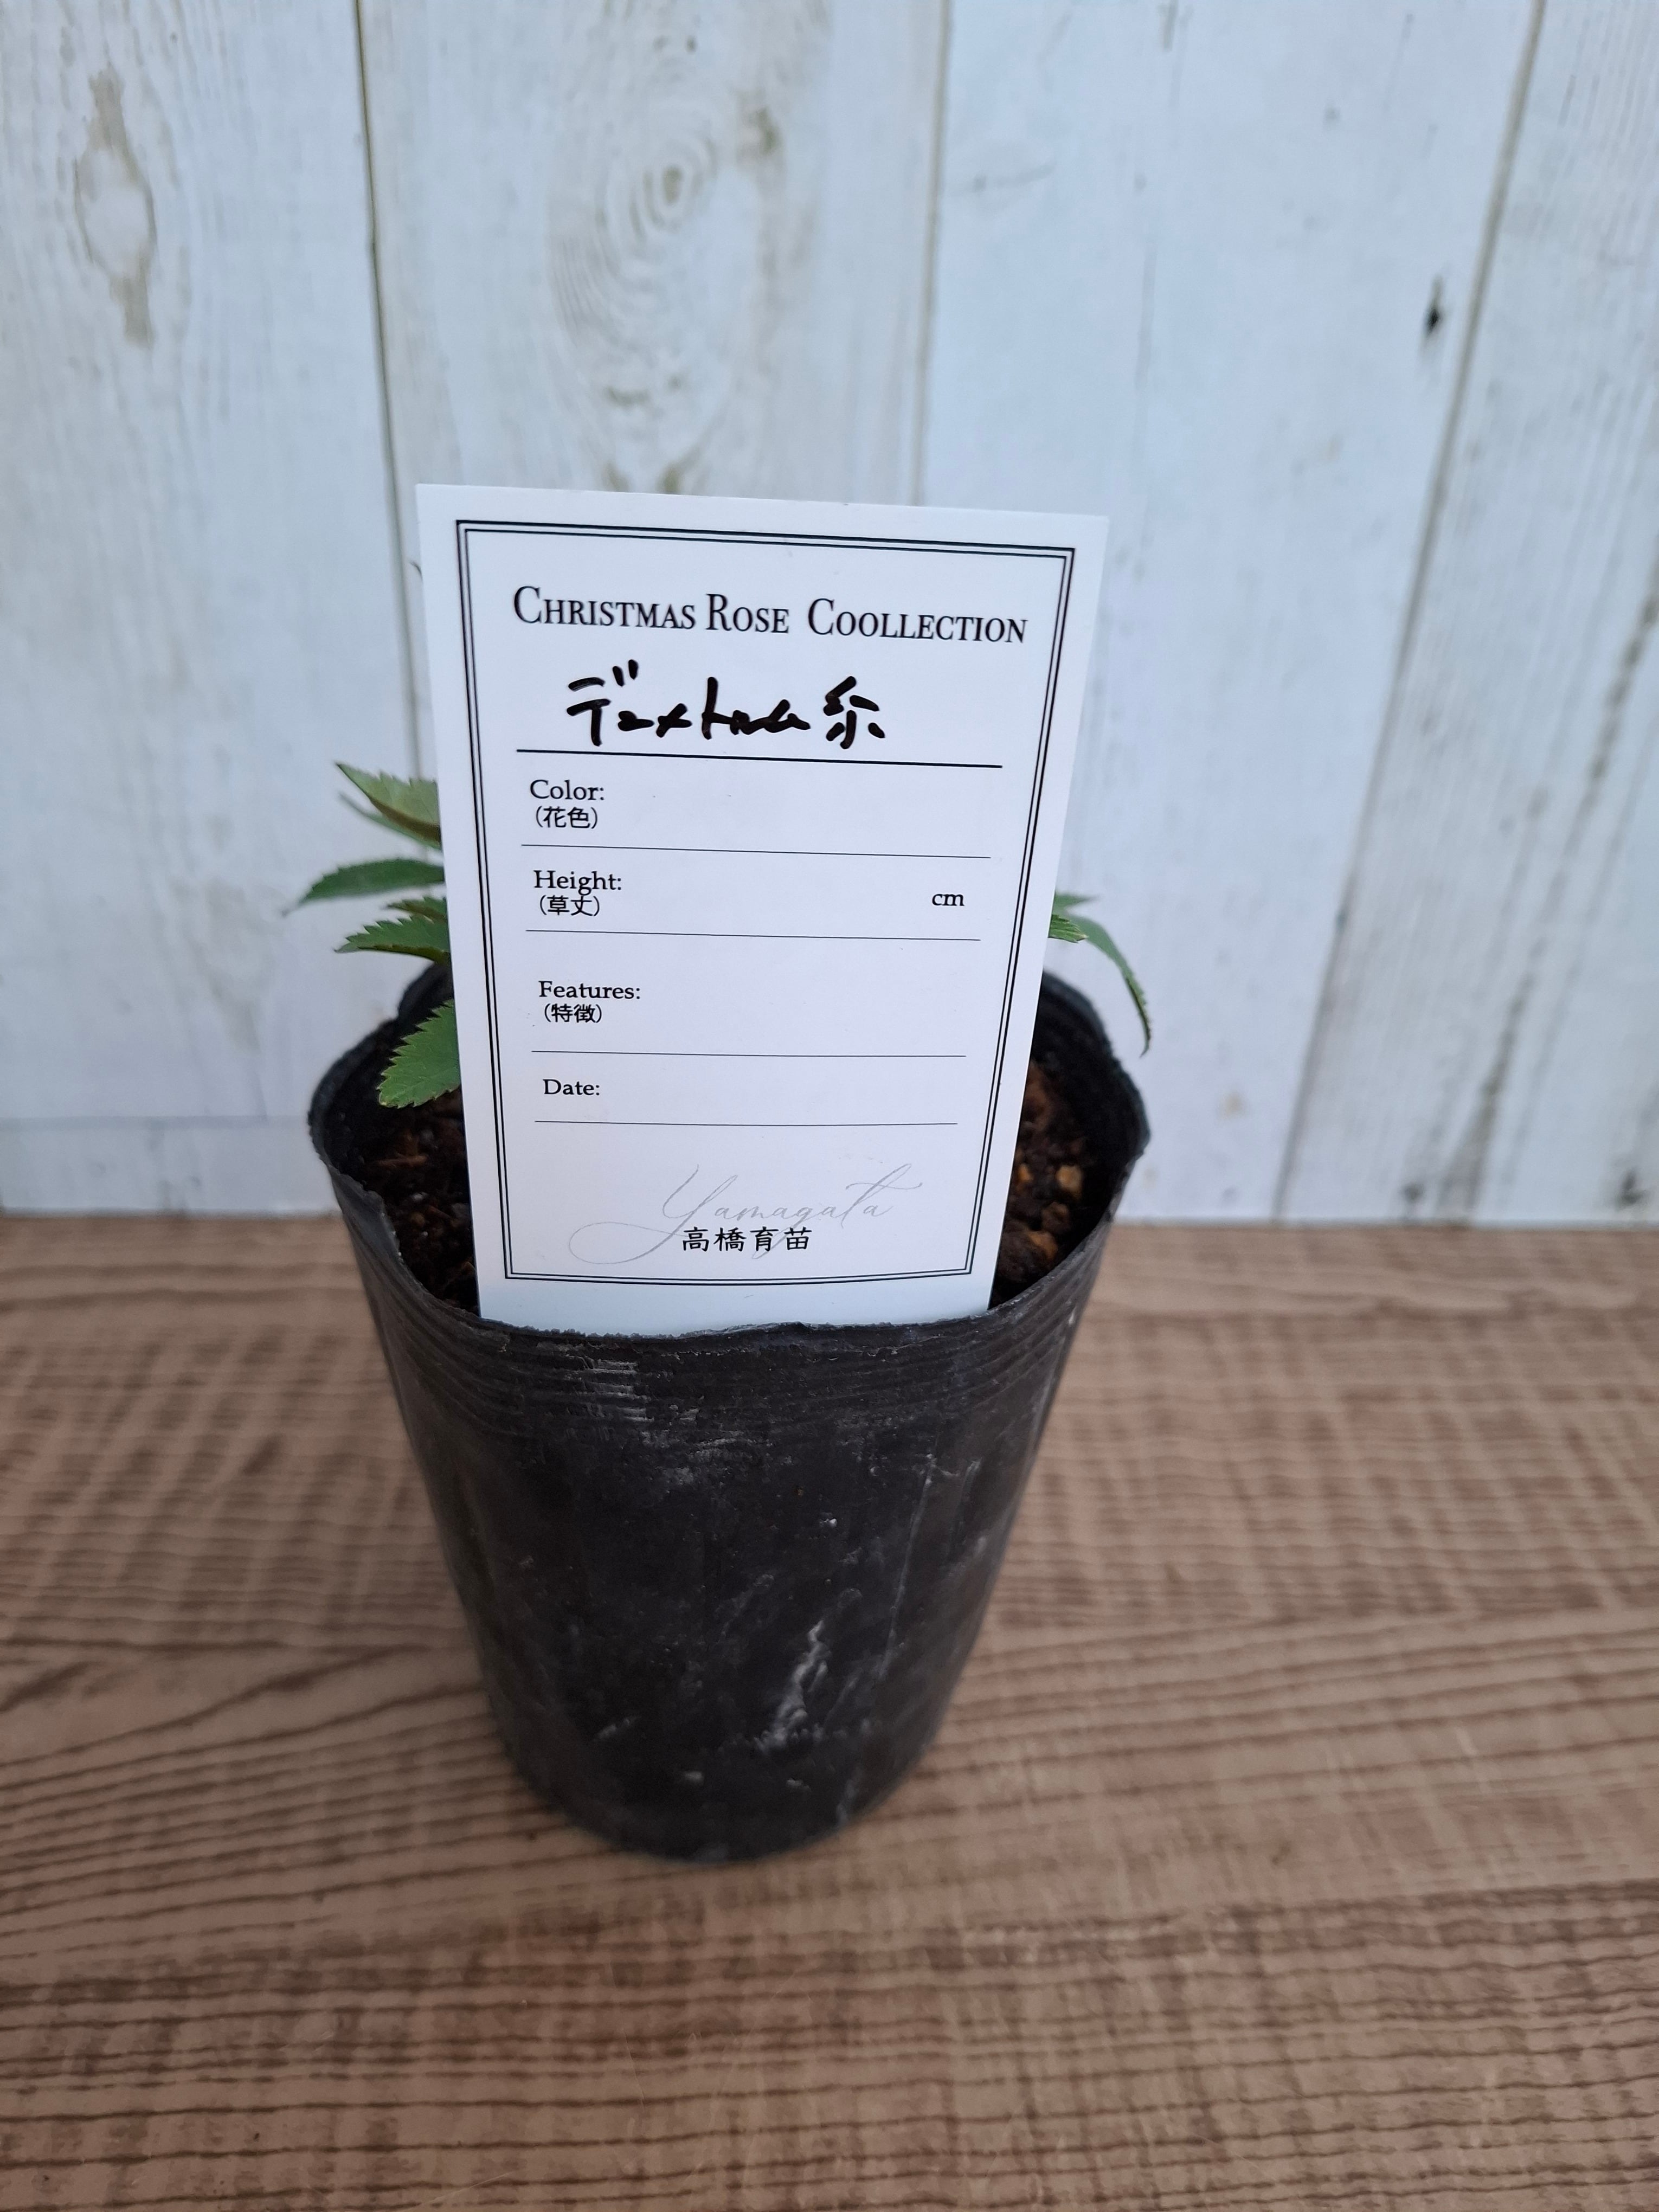 CHRISTMAS ROSE COOLLECTION
デュメトルム系
Color:
(花色)
Height:
cm
(草丈)
Features:
(特徴)
Date:
Yamagata
高橋育苗